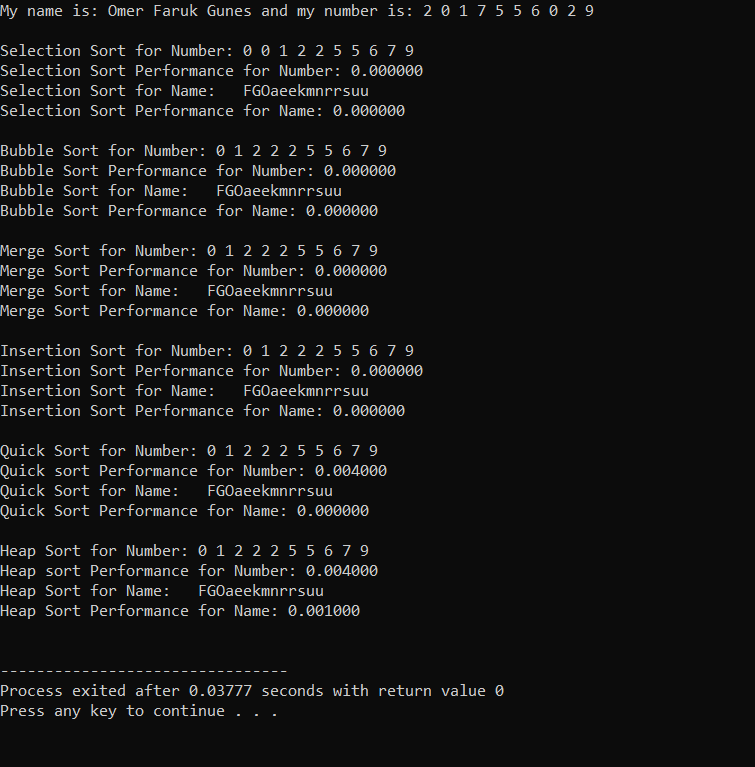 My name is: Omer Faruk Gunes and my number is: 2 0 1 7 5 5 6 0 2 9
Selection Sort for Number: 0 0 1 2 2 5 5 6 7 9
Selection Sort Performance for Number: 0.000000
Selection Sort for Name:   FGOaeekmnrrsuu
Selection Sort Performance for Name: 0.000000
Bubble Sort for Number: 0 1 2 2 2 5 5 6 7 9
Bubble Sort Performance for Number: 0.000000
Bubble Sort for Name:   FGOaeekmnrrsuu
Bubble Sort Performance for Name: 0.000000
Merge Sort for Number: 0 1 2 2 2 5 5 6 7 9
Merge Sort Performance for Number: 0.000000
Merge Sort for Name:   FGOaeekmnrrsuu
Merge Sort Performance for Name: 0.000000
Insertion Sort for Number: 0 1 2 2 2 5 5 6 7 9
Insertion Sort Performance for Number: 0.000000
Insertion Sort for Name:   FGOaeekmnrrsuu
Insertion Sort Performance for Name: 0.000000
Quick Sort for Number: 0 1 2 2 2 5 5 6 7 9
Quick sort Performance for Number: 0.004000
Quick Sort for Name:   FGOaeekmnrrsuu
Quick Sort Performance for Name: 0.000000
Heap Sort for Number: 0 1 2 2 2 5 5 6 7 9
Heap sort Performance for Number: 0.004000
Heap Sort for Name:   FGOaeekmnrrsuu
Heap Sort Performance for Name: 0.001000
--------------------------------
Process exited after 0.03777 seconds with return value 0
Press any key to continue . . .